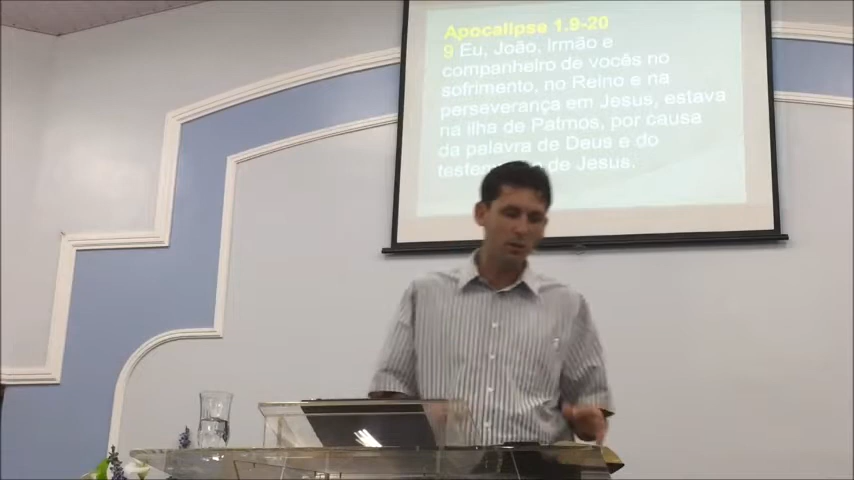 Apocalipse 1.9-20
9 Eu, João, irmão e
companheiro de vocês no
sofrimento, no Reino e na
perseverança em Jesus, estava
na ilha de Patmos, por causa
da palavra de Deus e do
de Jesus.